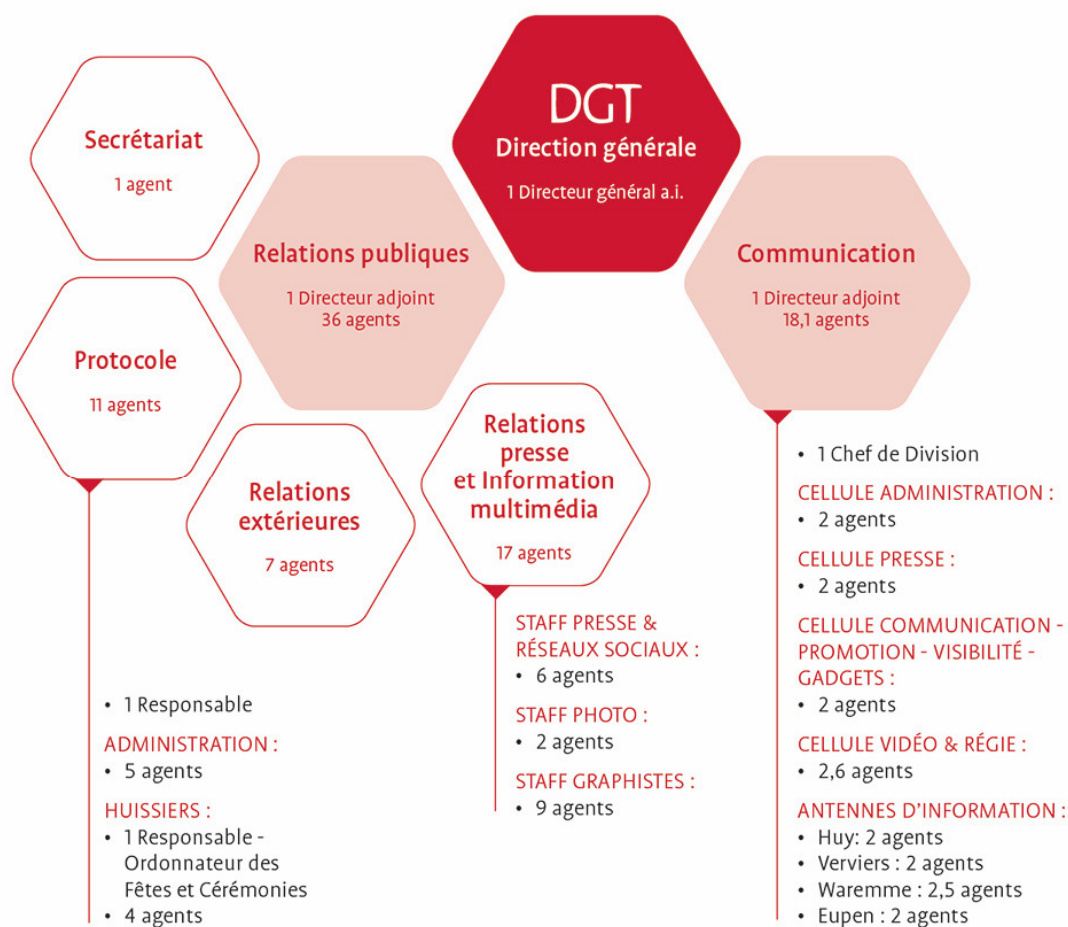 DGT
Direction générale
1 Directeur général a.i.
Secrétariat
1 agent
Relations publiques
1 Directeur adjoint
36 agents
Communication
1 Directeur adjoint
18,1 agents
Protocole
11 agents
Relations
extérieures
7 agents
Relations
presse
et Information
multimédia
17 agents
• 1 Responsable
ADMINISTRATION :
• 5 agents
HUISSIERS :
• 1 Responsable -
Ordonnateur des
Fêtes et Cérémonies
• 4 agents
STAFF PRESSE &
RÉSEAUX SOCIAUX :
• 6 agents
STAFF PHOTO :
• 2 agents
STAFF GRAPHISTES :
• 9 agents
• 1 Chef de Division
CELLULE ADMINISTRATION :
• 2 agents
CELLULE PRESSE :
• 2 agents
CELLULE COMMUNICATION -
PROMOTION - VISIBILITÉ -
GADGETS :
• 2 agents
CELLULE VIDÉO & RÉGIE :
• 2,6 agents
ANTENNES D'INFORMATION :
• Huy: 2 agents
• Verviers : 2 agents
• Waremme : 2,5 agents
• Eupen : 2 agents